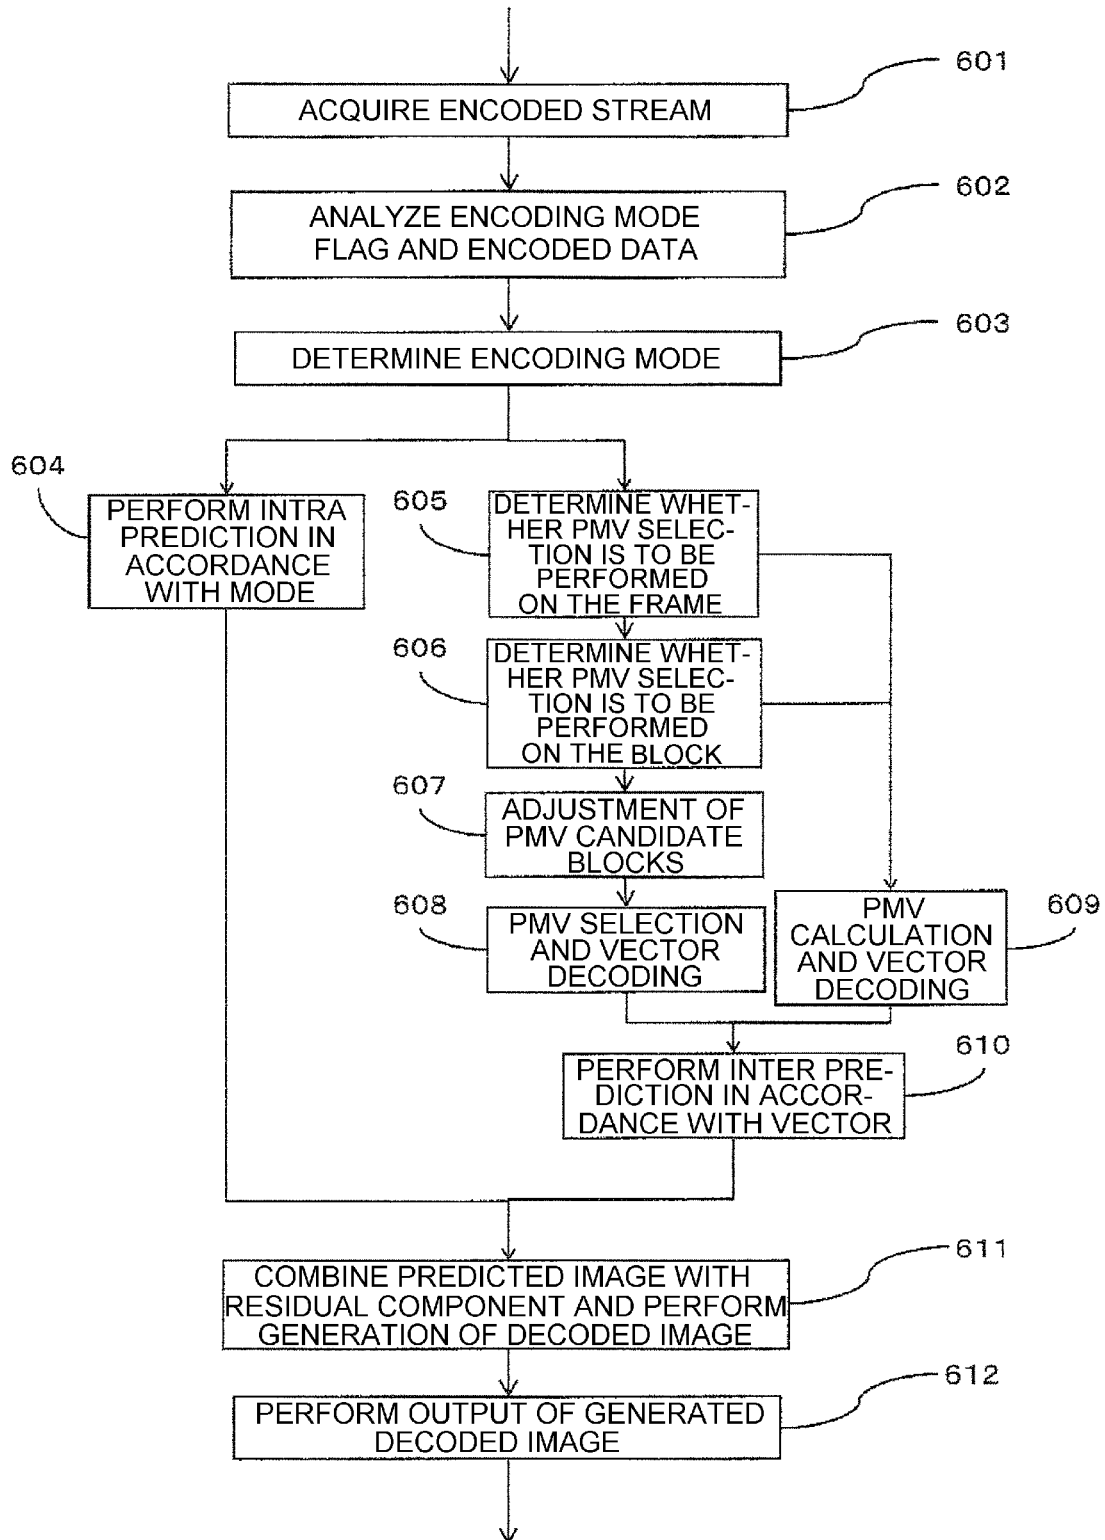 601
ACQUIRE ENCODED STREAM
602
ANALYZE ENCODING MODE
FLAG AND ENCODED DATA
603
DETERMINE ENCODING MODE
604
PERFORM INTRA
PREDICTION IN
ACCORDANCE
WITH MODE
605
DETERMINE WHET-
HER PMV SELEC-
TION IS TO BE
PERFORMED
ON THE FRAME
606
DETERMINE WHET-
HER PMV SELEC-
TION IS TO BE
PERFORMED
ON THE BLOCK
607
ADJUSTMENT OF
PMV CANDIDATE
BLOCKS
608
PMV SELECTION
AND VECTOR
DECODING
609
PMV
CALCULATION
AND VECTOR
DECODING
610
PERFORM INTER PRE-
DICTION IN ACCOR-
DANCE WITH VECTOR
611
COMBINE PREDICTED IMAGE WITH
RESIDUAL COMPONENT AND PERFORM
GENERATION OF DECODED IMAGE
612
PERFORM OUTPUT OF GENERATED
DECODED IMAGE